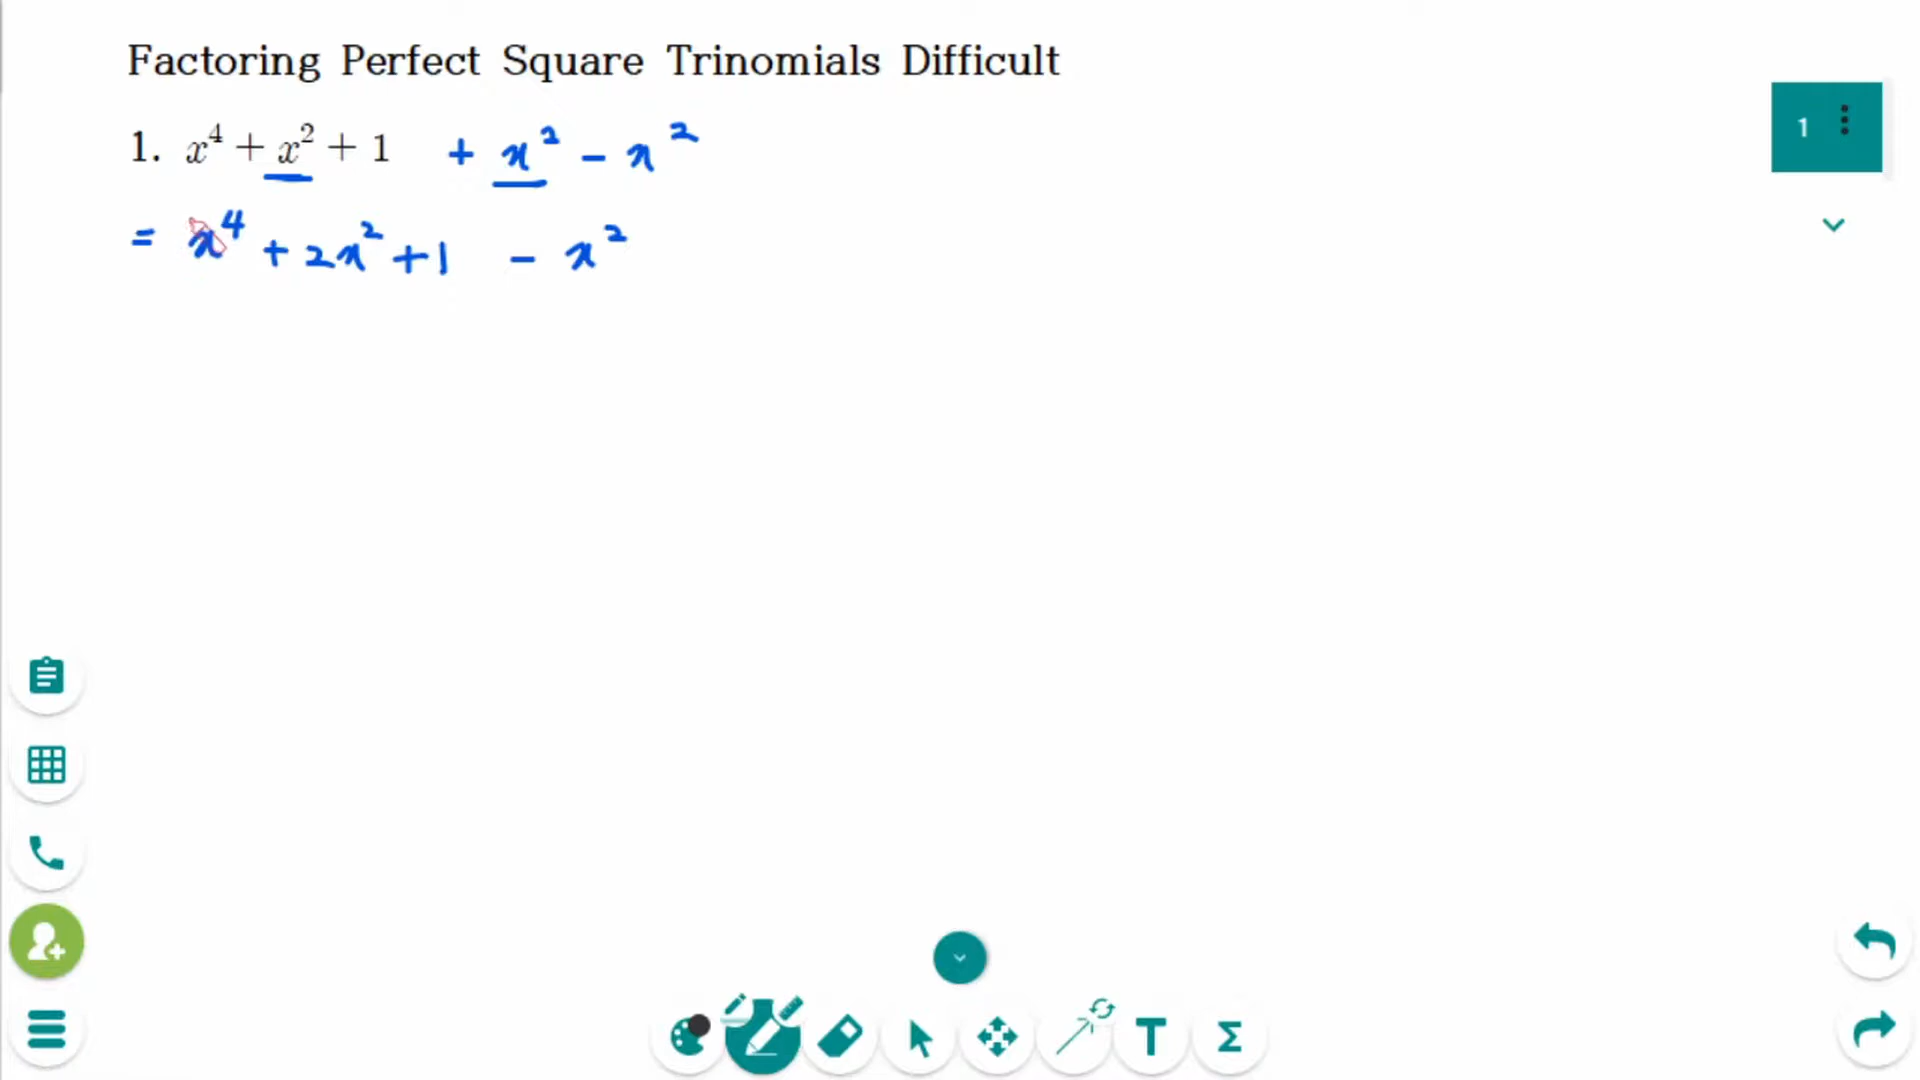 Factoring Perfect Square Trinomials Difficult
1. x⁴ + x² + 1 + x² - x²
= x⁴ + 2x² + 1 - x²
1
T
Σ